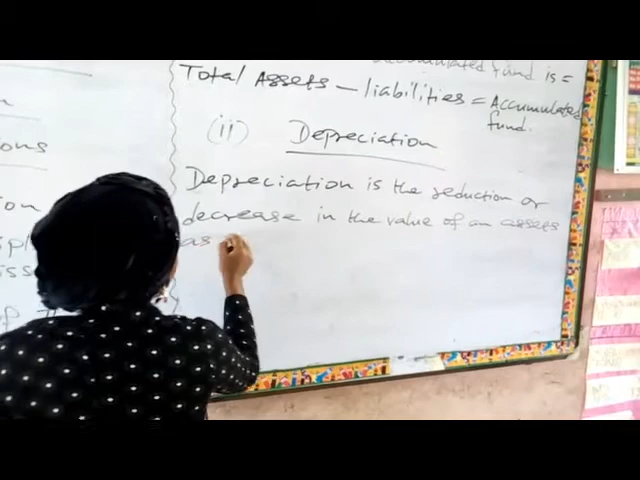 Accumulated fund is =
Total Assets – liabilities = Accumulated
fund.
(ii) Depreciation
Depreciation is the reduction or
decrease in the value of an assets
as